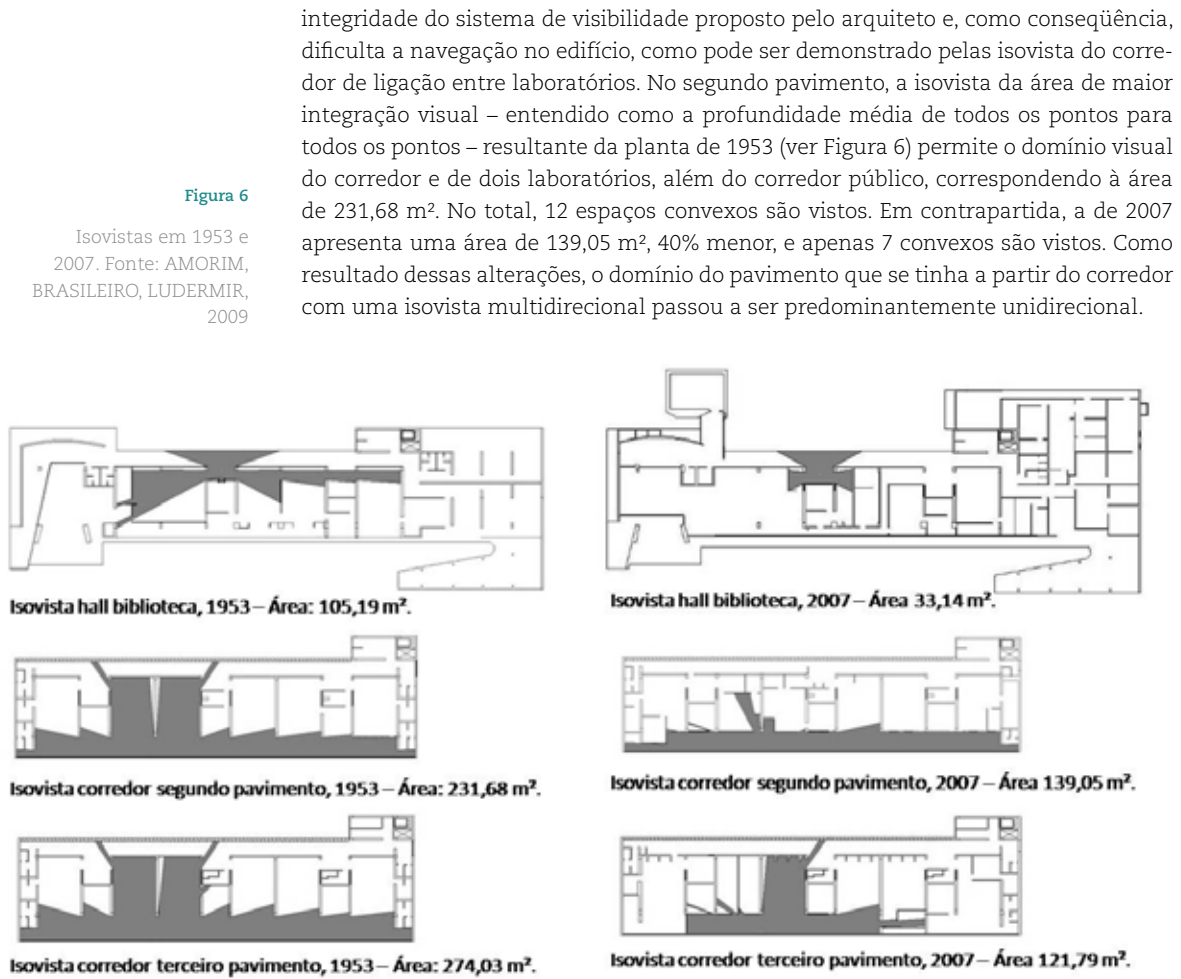 integridade do sistema de visibilidade proposto pelo arquiteto e, como conseqüência,
dificulta a navegação no edifício, como pode ser demonstrado pelas isovista do corre-
dor de ligação entre laboratórios. No segundo pavimento, a isovista da área de maior
integração visual – entendido como a profundidade média de todos os pontos para
todos os pontos – resultante da planta de 1953 (ver Figura 6) permite o domínio visual
do corredor e de dois laboratórios, além do corredor público, correspondendo à área
de 231,68 m². No total, 12 espaços convexos são vistos. Em contrapartida, a de 2007
apresenta uma área de 139,05 m², 40% menor, e apenas 7 convexos são vistos. Como
resultado dessas alterações, o domínio do pavimento que se tinha a partir do corredor
com uma isovista multidirecional passou a ser predominantemente unidirecional.
Figura 6
Isovistas em 1953 e
2007. Fonte: AMORIM,
BRASILEIRO, LUDERMIR,
2009
Isovista hall biblioteca, 1953 – Área: 105,19 m².
Isovista hall biblioteca, 2007 – Área 33,14 m².
Isovista corredor segundo pavimento, 1953 – Área: 231,68 m².
Isovista corredor segundo pavimento, 2007 – Área 139,05 m².
Isovista corredor terceiro pavimento, 1953 – Área: 274,03 m².
Isovista corredor terceiro pavimento, 2007 – Área 121,79 m².